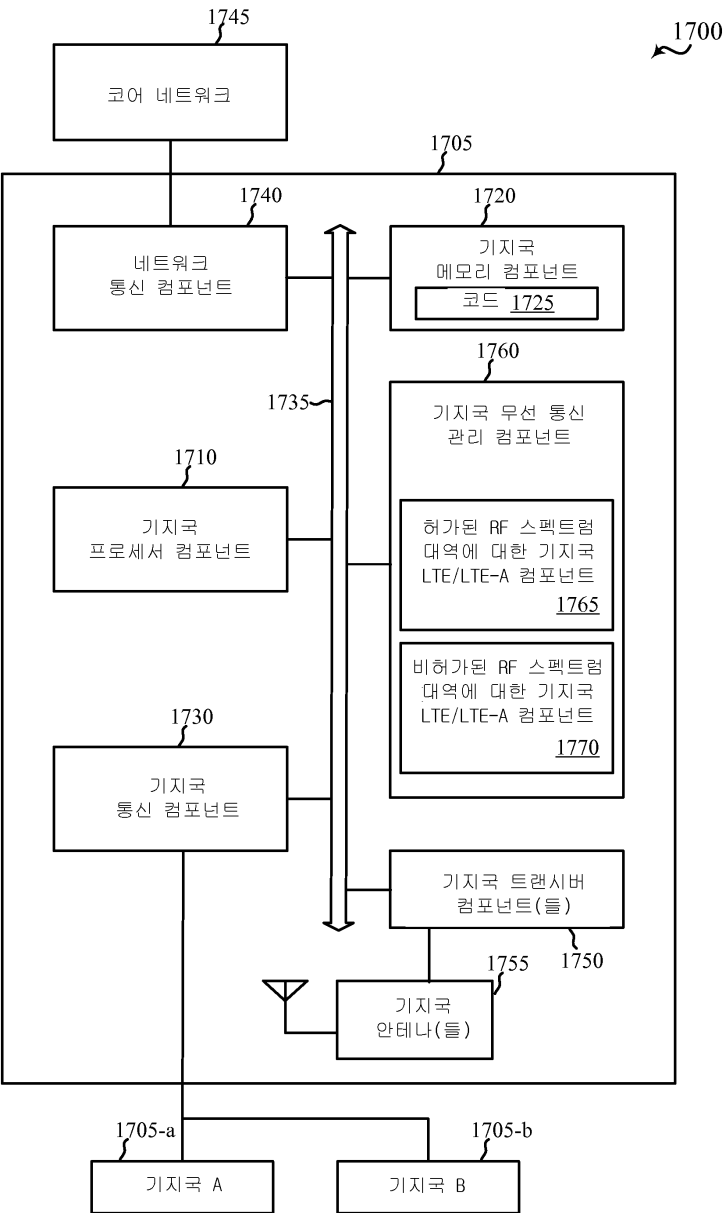 1745
1700
코어 네트워크
1705
1740
1720
네트워크
통신 컴포넌트
기지국
메모리 컴포넌트
코드 1725
1760
1735
기지국 무선 통신
관리 컴포넌트
1710
기지국
프로세서 컴포넌트
허가된 RF 스펙트럼
대역에 대한 기지국
LTE/LTE-A 컴포넌트
1765
비허가된 RF 스펙트럼
대역에 대한 기지국
LTE/LTE-A 컴포넌트
1770
1730
기지국
통신 컴포넌트
기지국 트랜시버
컴포넌트(들)
1750
1755
기지국
안테나(들)
1705-a
1705-b
기지국 A
기지국 B